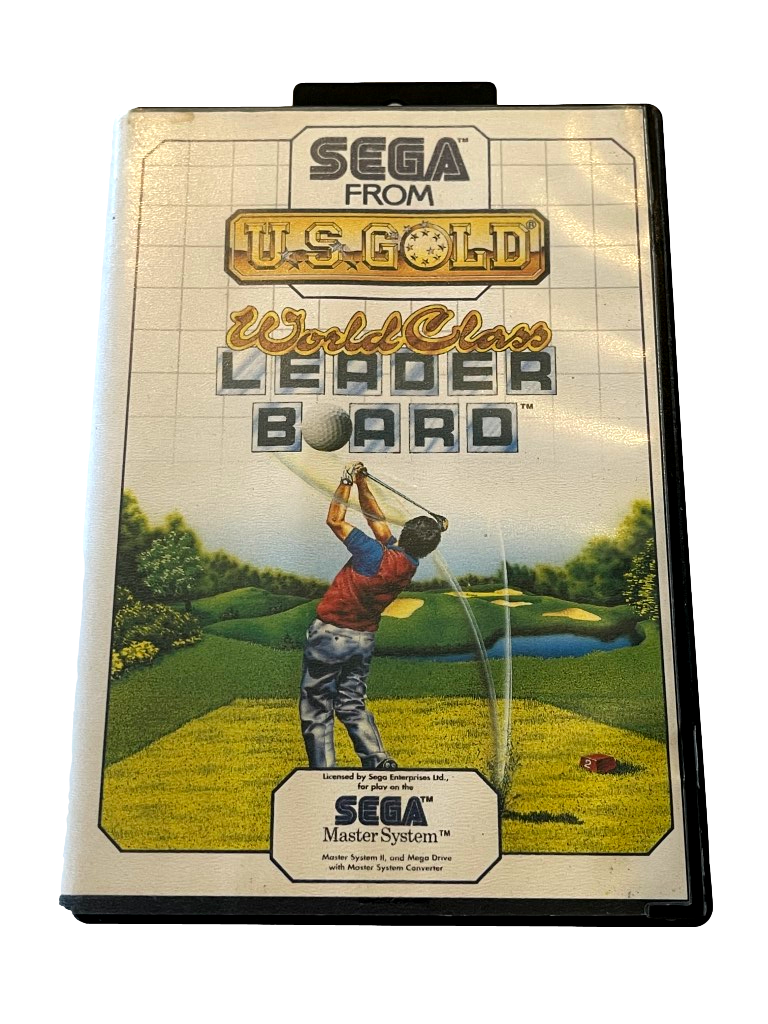 SEGA™
FROM
U.S. GOLD®
World Class
LEADER
BOARD™
2
Licensed by Sega Enterprises Ltd.,
for play on the
SEGA™
Master System™
Master System II, and Mega Drive
with Master System Converter